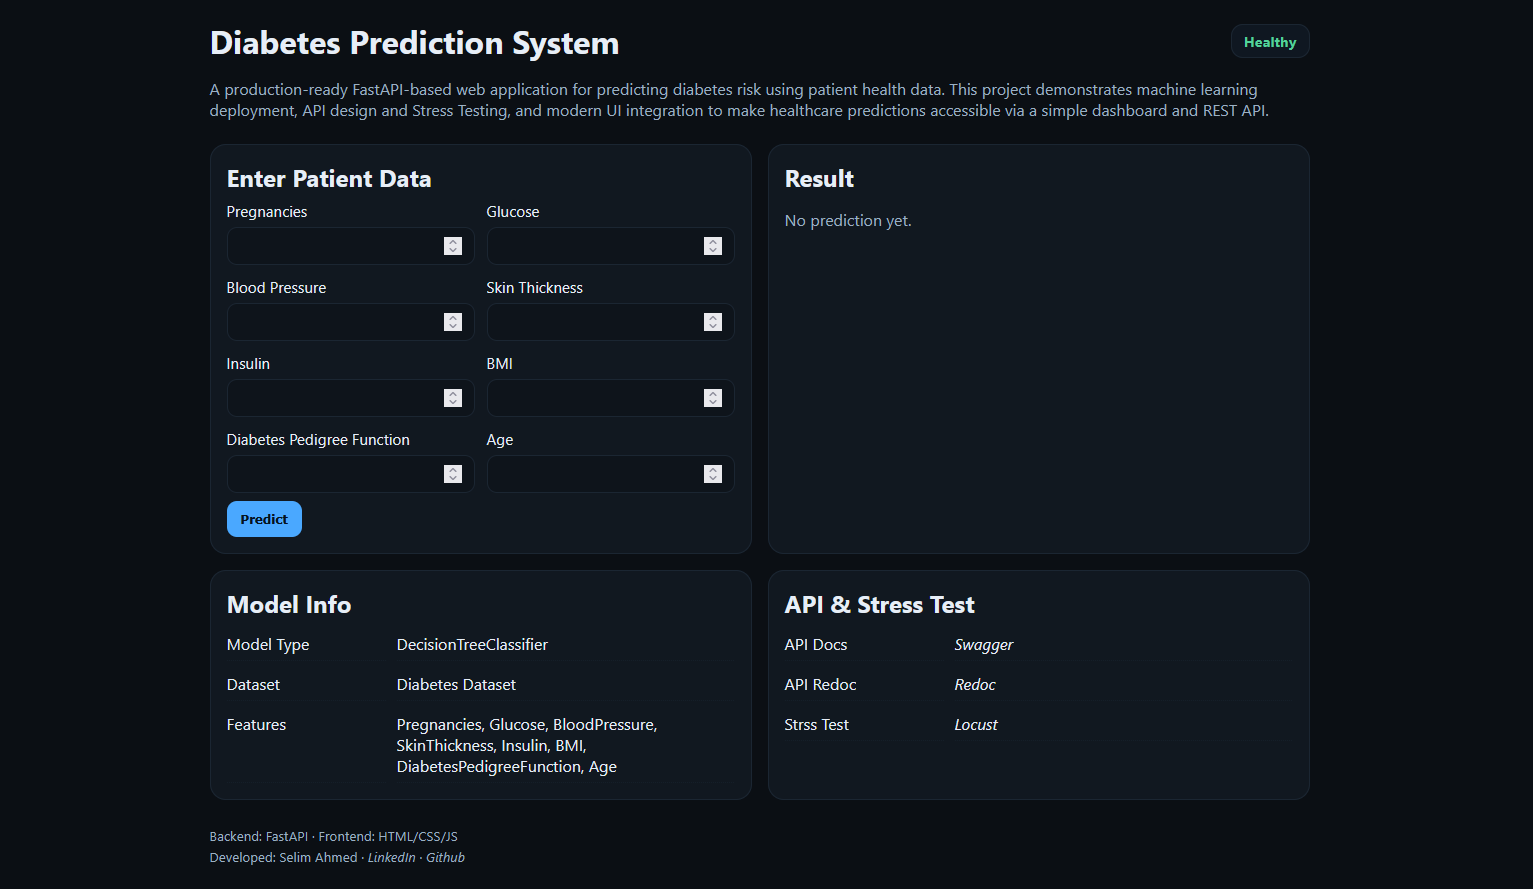 Diabetes Prediction System
Healthy
A production-ready FastAPI-based web application for predicting diabetes risk using patient health data. This project demonstrates machine learning
deployment, API design and Stress Testing, and modern UI integration to make healthcare predictions accessible via a simple dashboard and REST API.
Enter Patient Data
Pregnancies
Glucose
Blood Pressure
Skin Thickness
Insulin
BMI
Diabetes Pedigree Function
Age
Predict
Result
No prediction yet.
Model Info
Model Type DecisionTreeClassifier
Dataset Diabetes Dataset
Features Pregnancies, Glucose, BloodPressure,
SkinThickness, Insulin, BMI,
DiabetesPedigreeFunction, Age
API & Stress Test
API Docs Swagger
API Redoc Redoc
Strss Test Locust
Backend: FastAPI · Frontend: HTML/CSS/JS
Developed: Selim Ahmed · LinkedIn · Github